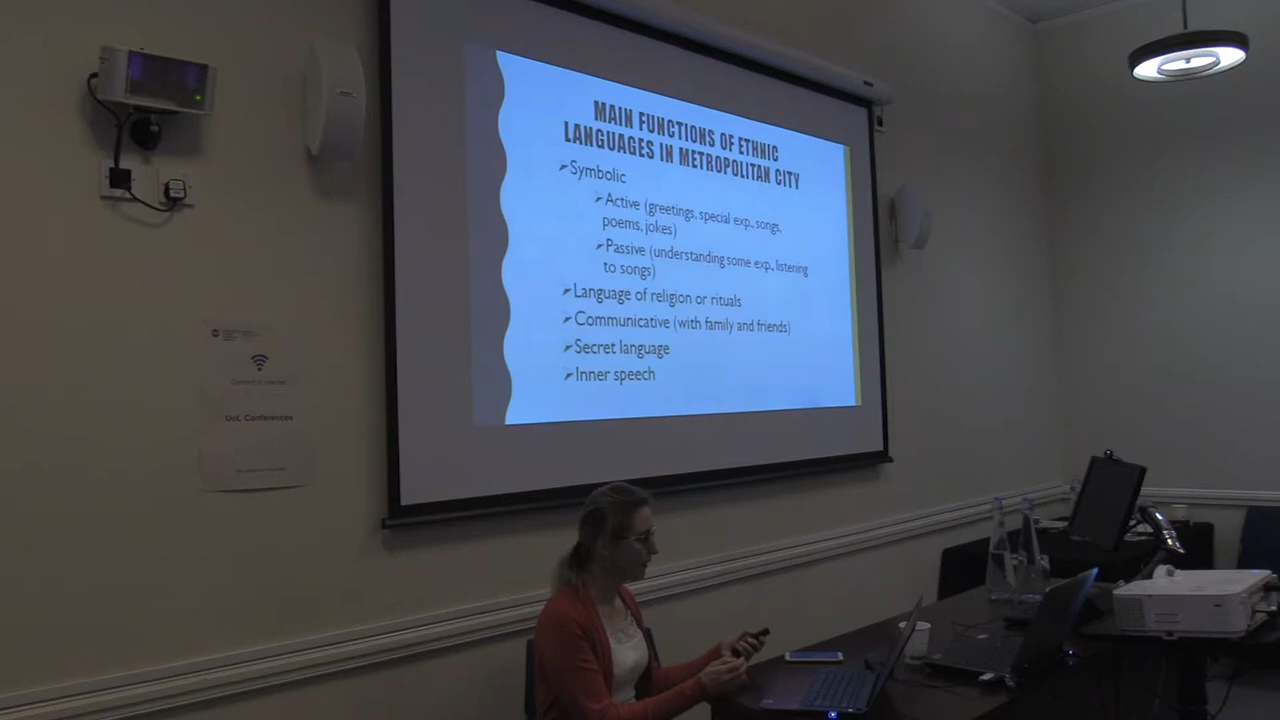 MAIN FUNCTIONS OF ETHNIC
LANGUAGES IN METROPOLITAN CITY
➤Symbolic
➤Active (greetings, special exp., songs,
poems, jokes)
➤Passive (understanding some exp., listening
to songs)
➤Language of religion or rituals
➤Communicative (with family and friends)
➤Secret language
➤Inner speech
UoL Conferences